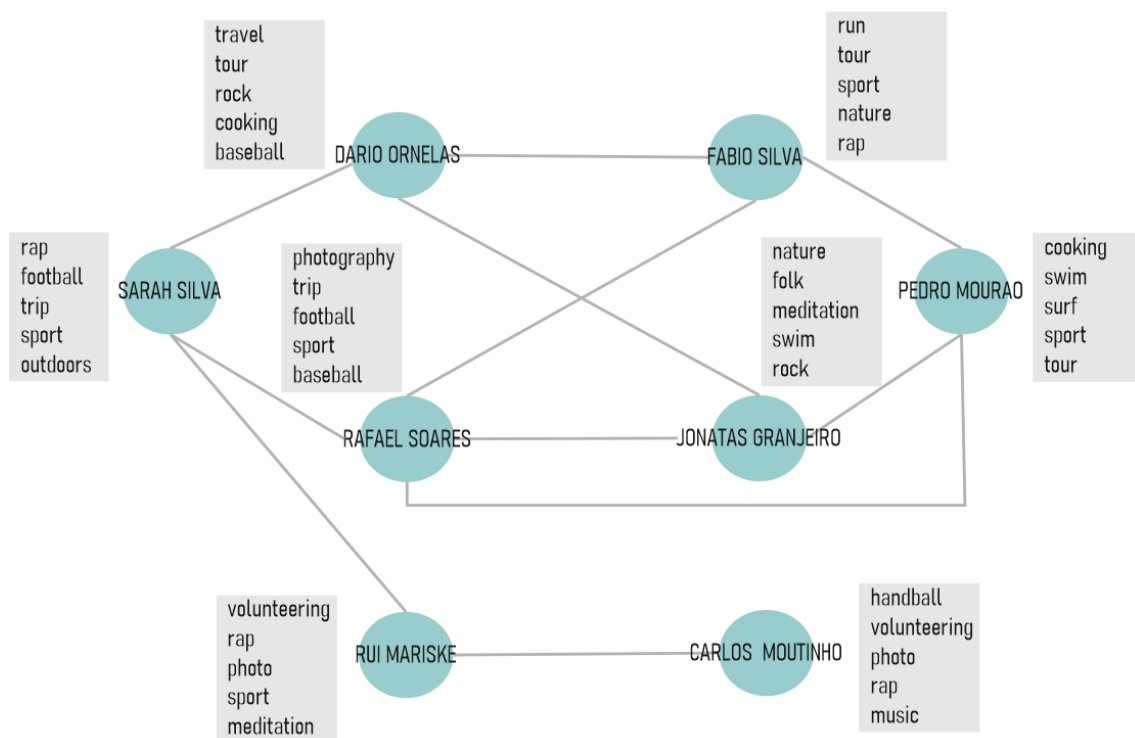 travel
tour
rock
cooking
baseball
DARIO ORNELAS
run
tour
sport
nature
rap
FABIO SILVA
rap
football
trip
sport
outdoors
SARAH SILVA
photography
trip
football
sport
baseball
RAFAEL SOARES
nature
folk
meditation
swim
rock
JONATAS GRANJEIRO
PEDRO MOURAO
cooking
swim
surf
sport
tour
volunteering
rap
photo
sport
meditation
RUI MARISKE
CARLOS MOUTINHO
handball
volunteering
photo
rap
music